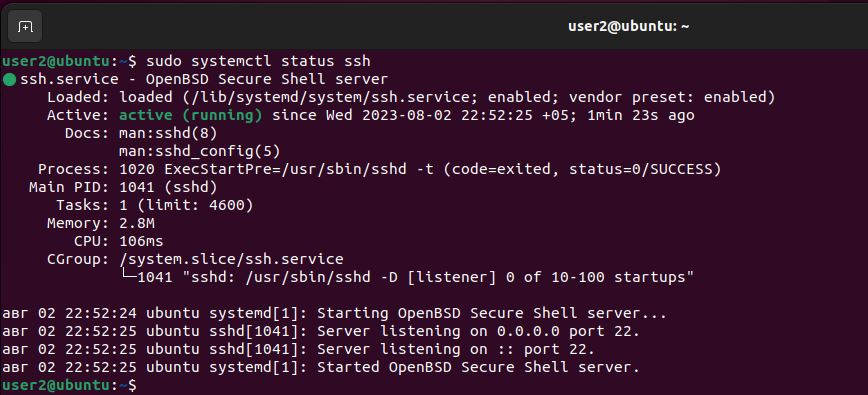 user2@ubuntu: ~
user2@ubuntu:~$ sudo systemctl status ssh
ssh.service - OpenBSD Secure Shell server
Loaded: loaded (/lib/systemd/system/ssh.service; enabled; vendor preset: enabled)
Active: active (running) since Wed 2023-08-02 22:52:25 +05; 1min 23s ago
Docs: man:sshd(8)
man:sshd_config(5)
Process: 1020 ExecStartPre=/usr/sbin/sshd -t (code=exited, status=0/SUCCESS)
Main PID: 1041 (sshd)
Tasks: 1 (limit: 4600)
Memory: 2.8M
CPU: 106ms
CGroup: /system.slice/ssh.service
└─1041 "sshd: /usr/sbin/sshd -D [listener] 0 of 10-100 startups"
авг 02 22:52:24 ubuntu systemd[1]: Starting OpenBSD Secure Shell server...
авг 02 22:52:25 ubuntu sshd[1041]: Server listening on 0.0.0.0 port 22.
авг 02 22:52:25 ubuntu sshd[1041]: Server listening on :: port 22.
авг 02 22:52:25 ubuntu systemd[1]: Started OpenBSD Secure Shell server.
user2@ubuntu:~$